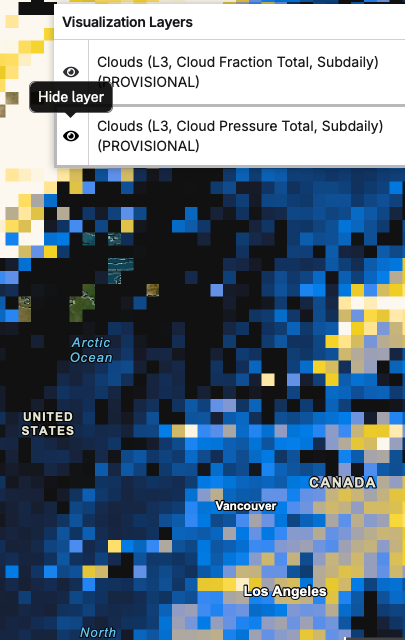 Visualization Layers
Clouds (L3, Cloud Fraction Total, Subdaily)
(PROVISIONAL)
Hide layer
Clouds (L3, Cloud Pressure Total, Subdaily)
(PROVISIONAL)
Arctic
Ocean
UNITED
STATES
CANADA
Vancouver
Los Angeles
North